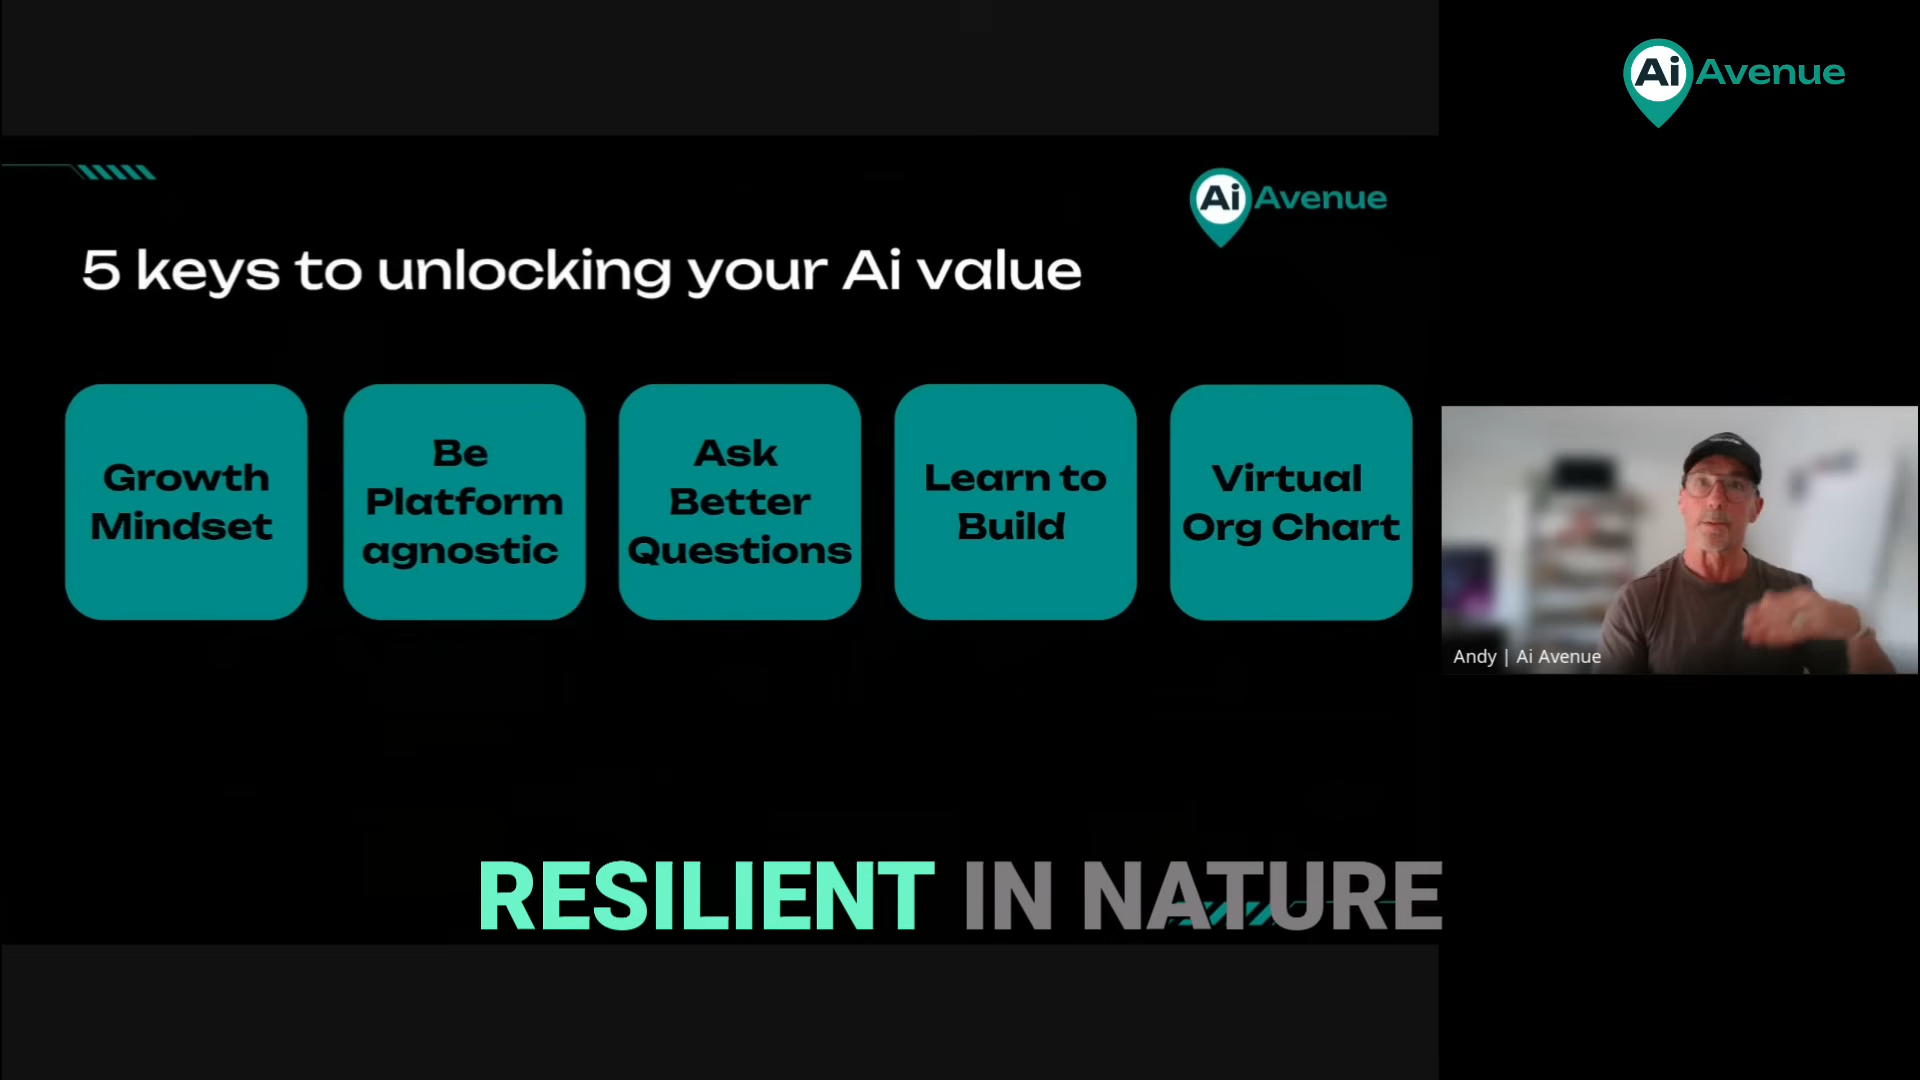 Ai Avenue
Ai Avenue
5 keys to unlocking your Ai value
Growth
Mindset
Be
Platform
agnostic
Ask
Better
Questions
Learn to
Build
Virtual
Org Chart
Andy | Ai Avenue
RESILIENT IN NATURE